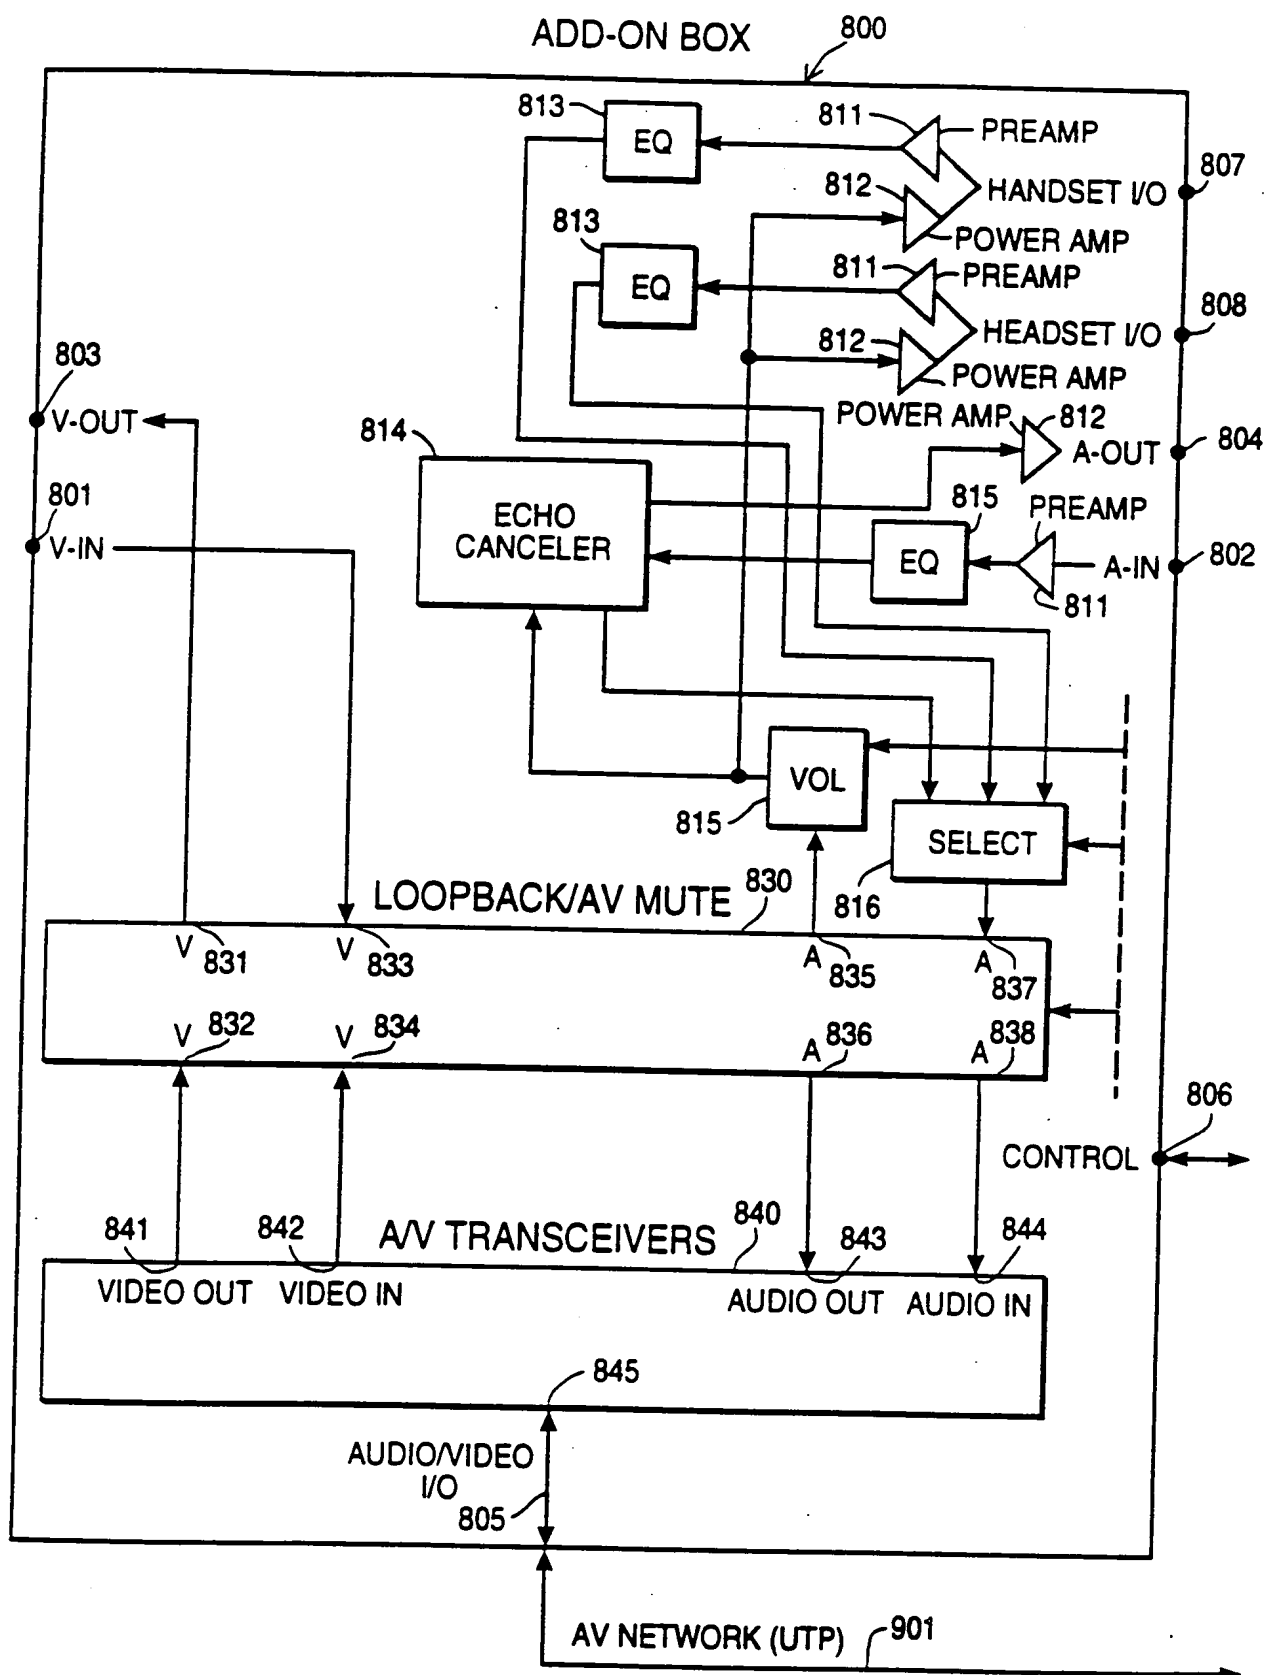 ADD-ON BOX
800
813
EQ
811
PREAMP
807
812
HANDSET I/O
POWER AMP
813
EQ
811
PREAMP
808
812
HEADSET I/O
POWER AMP
803
V-OUT
POWER AMP
812
804
A-OUT
814
ECHO
CANCELER
815
PREAMP
801
V-IN
EQ
A-IN
802
811
VOL
815
SELECT
816
LOOPBACK/AV MUTE
830
V
831
V
833
A
835
A
837
V
832
V
834
A
836
A
838
806
CONTROL
841
842
A/V TRANSCEIVERS
840
843
844
VIDEO OUT
VIDEO IN
AUDIO OUT
AUDIO IN
845
AUDIO/VIDEO
I/O
805
AV NETWORK (UTP)
901